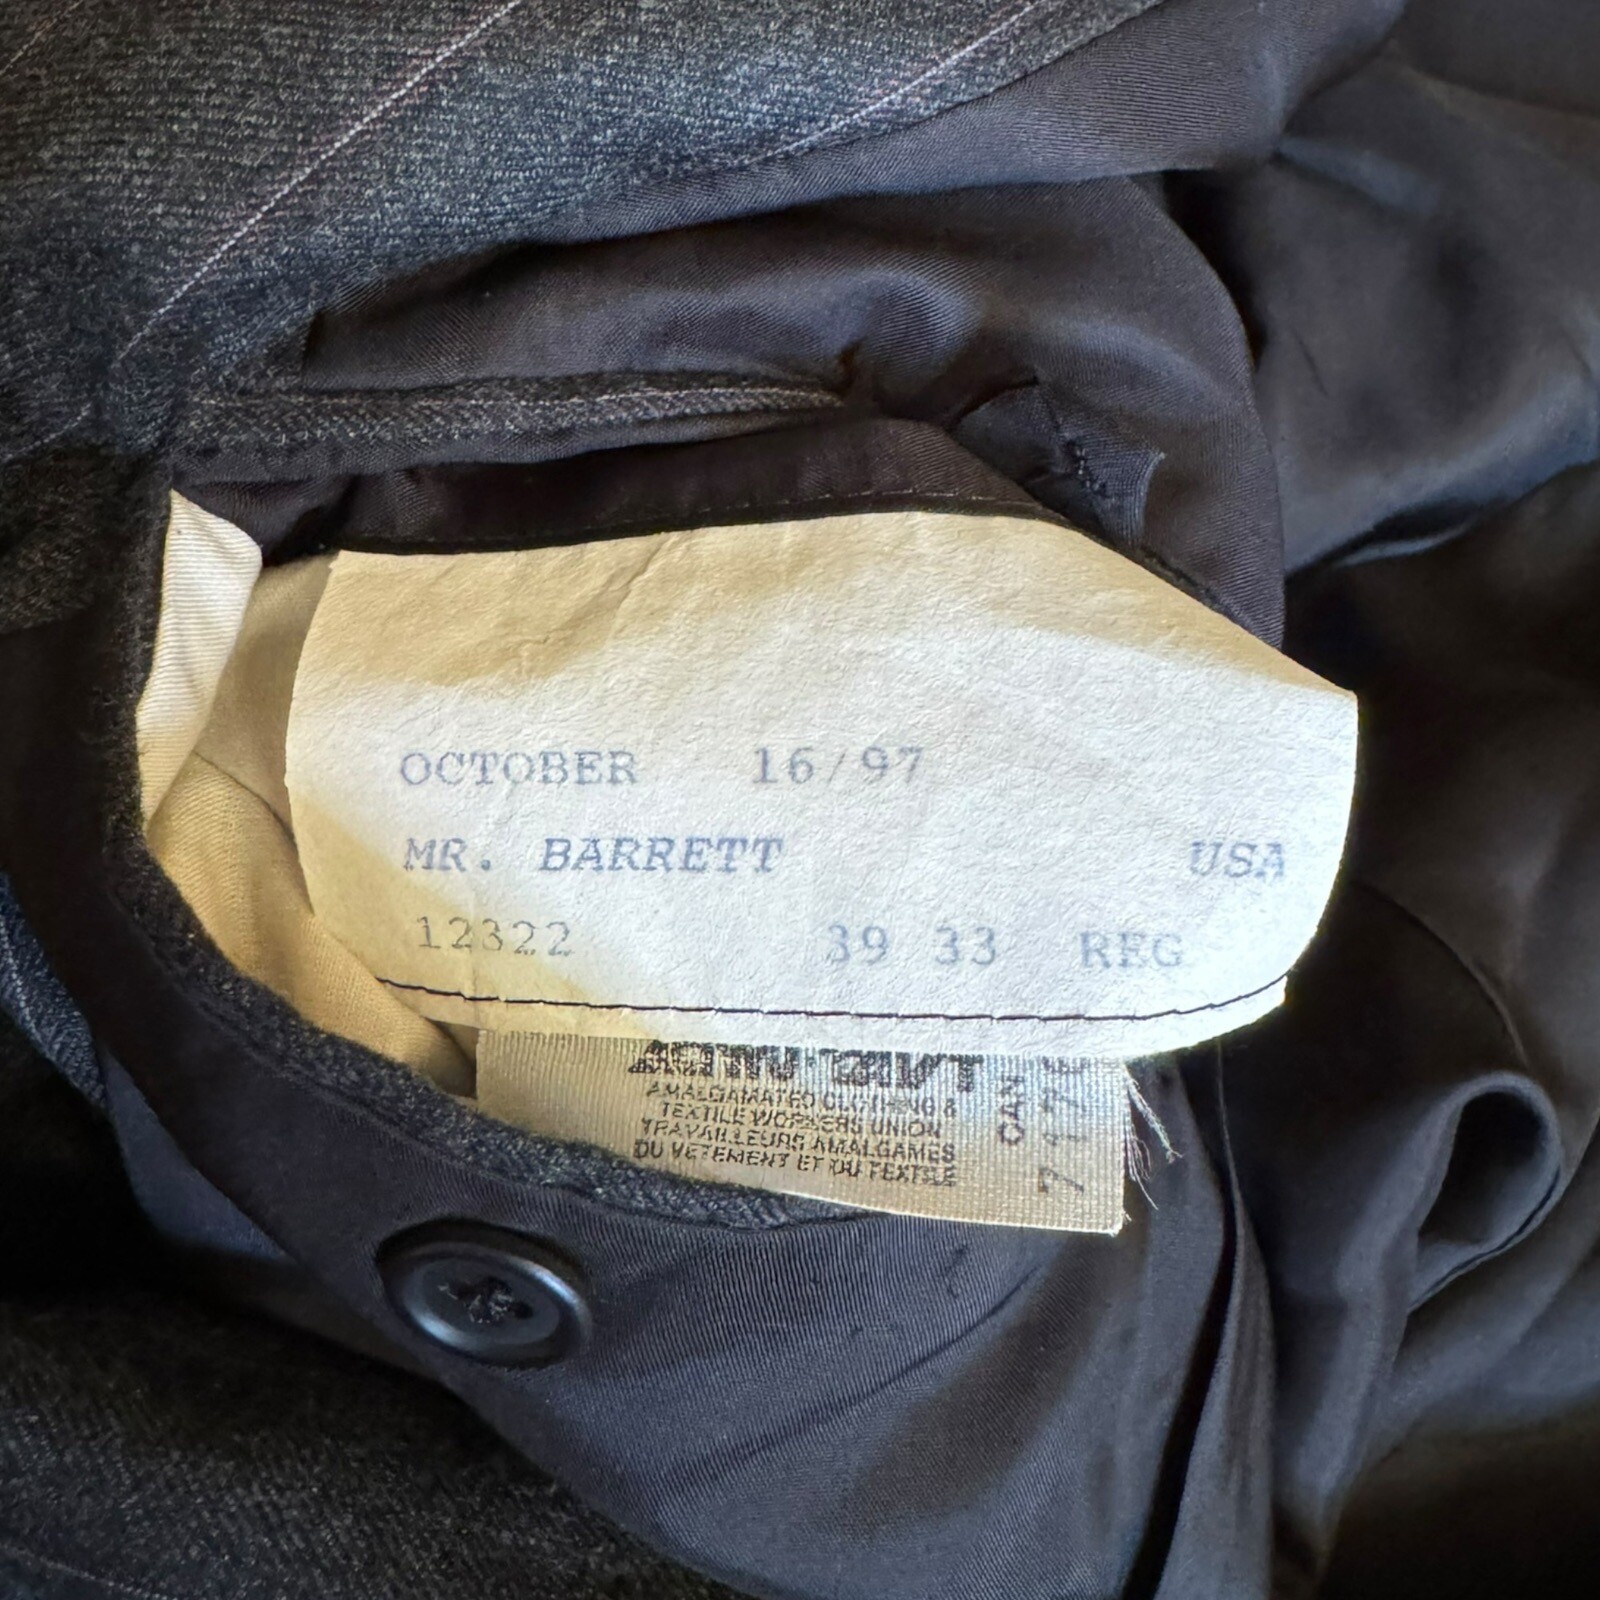 OCTOBER 16/97
MR. BARRETT USA
12322 39 33 REG
AMALGAMATED CLOTHING &
TEXTILE WORKERS UNION
TRAVAILLEURS AMALGAMES
DU VETEMENT ET DU TEXTILE
CAN